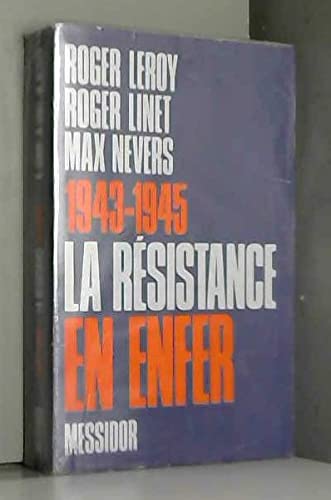 ROGER LEROY
ROGER LINET
MAX NEVERS
1943-1945
LA RÉSISTANCE
EN ENFER
MESSIDOR